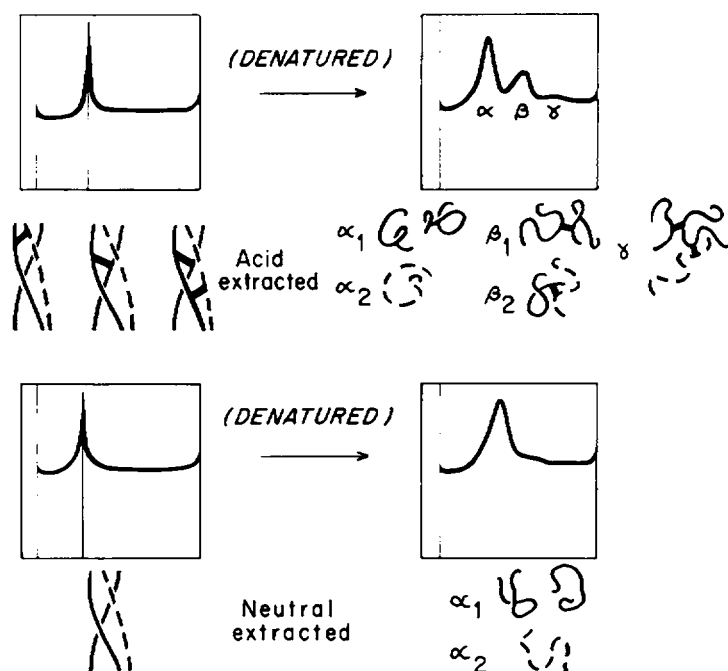 (DENATURED)
α β γ
Acid
extracted
α1 β1 γ
α2 β2
(DENATURED)
Neutral
extracted
α1
α2